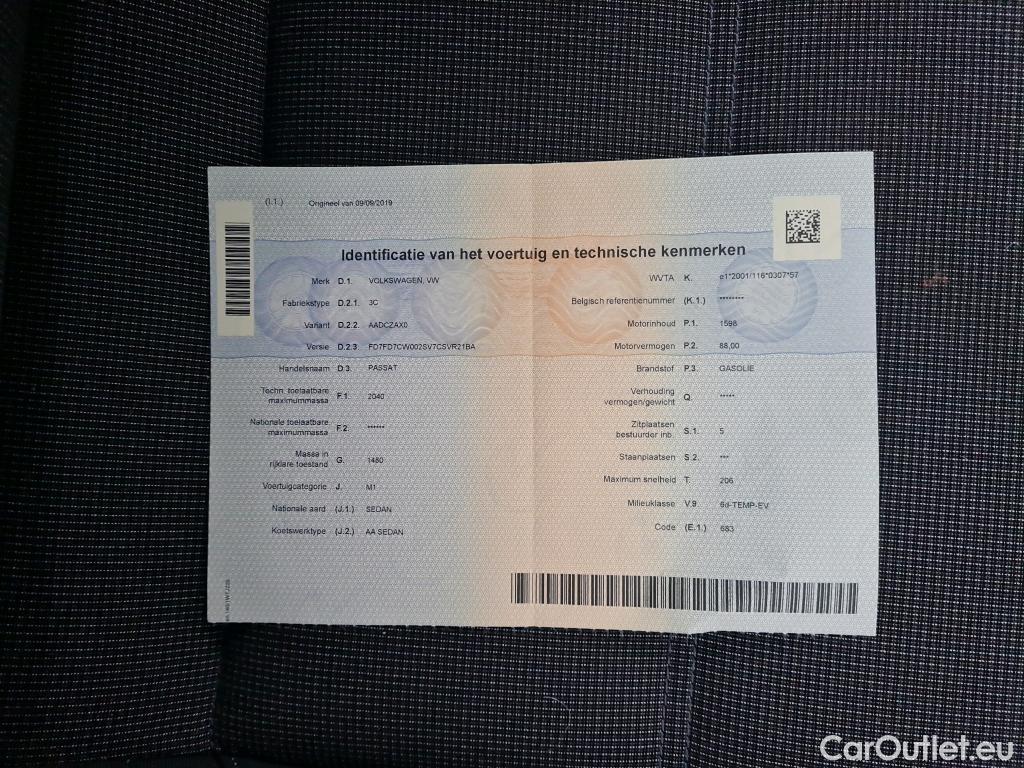 (I.1.) Origineel van 09/09/2019
Identificatie van het voertuig en technische kenmerken
Merk D.1. VOLKSWAGEN, VW
Fabriekstype D.2.1. 3C
Variant D.2.2. AADCZAX0
Versie D.2.3. FD7FD7CW002SV7CSVR21BA
Handelsnaam D.3. PASSAT
Techn. toelaatbare
maximummassa F.1. 2040
Nationale toelaatbare
maximummassa F.2. ******
Massa in
rijklare toestand G. 1480
Voertuigcategorie J. M1
Nationale aard (J.1.) SEDAN
Koetswerktype (J.2.) AA SEDAN
WVTA K. e1*2001/116*0307*57
Belgisch referentienummer (K.1.) ********
Motorinhoud P.1. 1598
Motorvermogen P.2. 88,00
Brandstof P.3. GASOLIE
Verhouding
vermogen/gewicht Q. *****
Zitplaatsen
bestuurder inb. S.1. 5
Staanplaatsen S.2. ***
Maximum snelheid T. 206
Milieuklasse V.9. 6d-TEMP-EV
Code (E.1.) 683
CarOutlet.eu